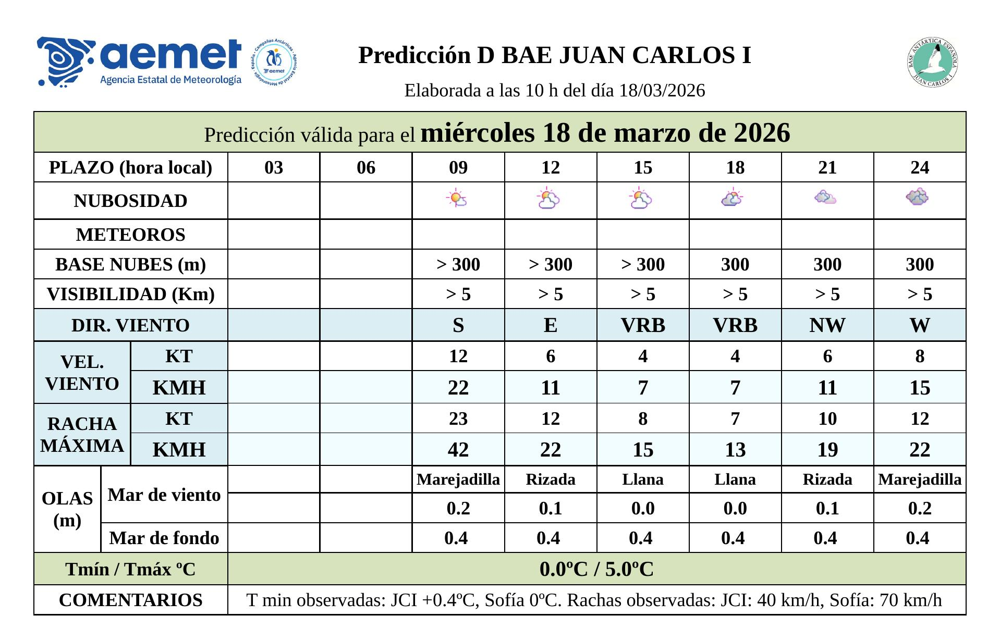 aemet
Agencia Estatal de Meteorología
Campañas Antárticas · Agencia Estatal de Meteorología · España ·
aemet
Predicción D BAE JUAN CARLOS I
Elaborada a las 10 h del día 18/03/2026
BASE ANTÁRTICA ESPAÑOLA
JUAN CARLOS I
Predicción válida para el miércoles 18 de marzo de 2026
PLAZO (hora local) 03 06 09 12 15 18 21 24
NUBOSIDAD
METEOROS
BASE NUBES (m) > 300 > 300 > 300 300 300 300
VISIBILIDAD (Km) > 5 > 5 > 5 > 5 > 5 > 5
DIR. VIENTO S E VRB VRB NW W
VEL.
VIENTO
KT 12 6 4 4 6 8
KMH 22 11 7 7 11 15
RACHA
MÁXIMA
KT 23 12 8 7 10 12
KMH 42 22 15 13 19 22
OLAS
(m)
Mar de viento
Marejadilla Rizada Llana Llana Rizada Marejadilla
0.2 0.1 0.0 0.0 0.1 0.2
Mar de fondo 0.4 0.4 0.4 0.4 0.4 0.4
Tmín / Tmáx ºC 0.0ºC / 5.0ºC
COMENTARIOS T min observadas: JCI +0.4ºC, Sofía 0ºC. Rachas observadas: JCI: 40 km/h, Sofía: 70 km/h